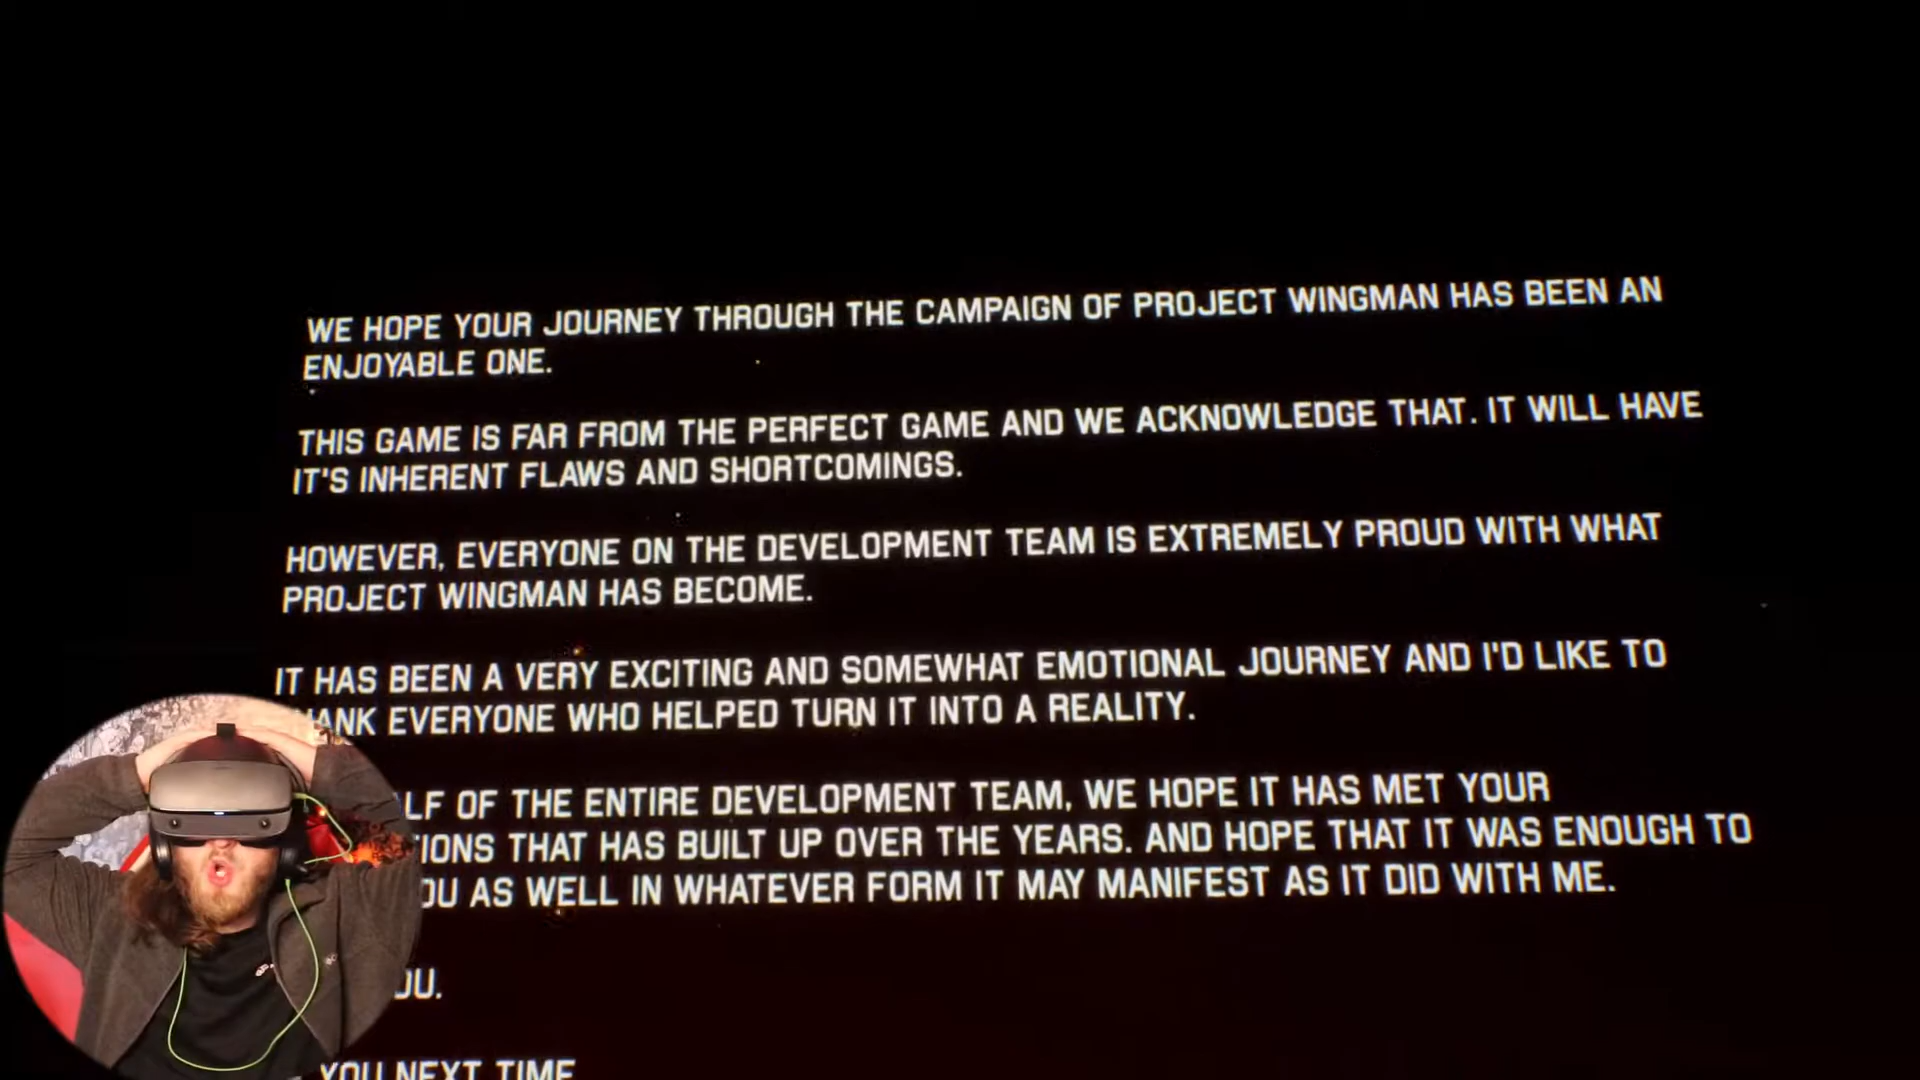 WE HOPE YOUR JOURNEY THROUGH THE CAMPAIGN OF PROJECT WINGMAN HAS BEEN AN
ENJOYABLE ONE.
THIS GAME IS FAR FROM THE PERFECT GAME AND WE ACKNOWLEDGE THAT. IT WILL HAVE
IT'S INHERENT FLAWS AND SHORTCOMINGS.
HOWEVER, EVERYONE ON THE DEVELOPMENT TEAM IS EXTREMELY PROUD WITH WHAT
PROJECT WINGMAN HAS BECOME.
IT HAS BEEN A VERY EXCITING AND SOMEWHAT EMOTIONAL JOURNEY AND I'D LIKE TO
EVERYONE WHO HELPED TURN IT INTO A REALITY.
OF THE ENTIRE DEVELOPMENT TEAM, WE HOPE IT HAS MET YOUR
THAT HAS BUILT UP OVER THE YEARS. AND HOPE THAT IT WAS ENOUGH TO
AS WELL IN WHATEVER FORM IT MAY MANIFEST AS IT DID WITH ME.
YOU NEXT TIME